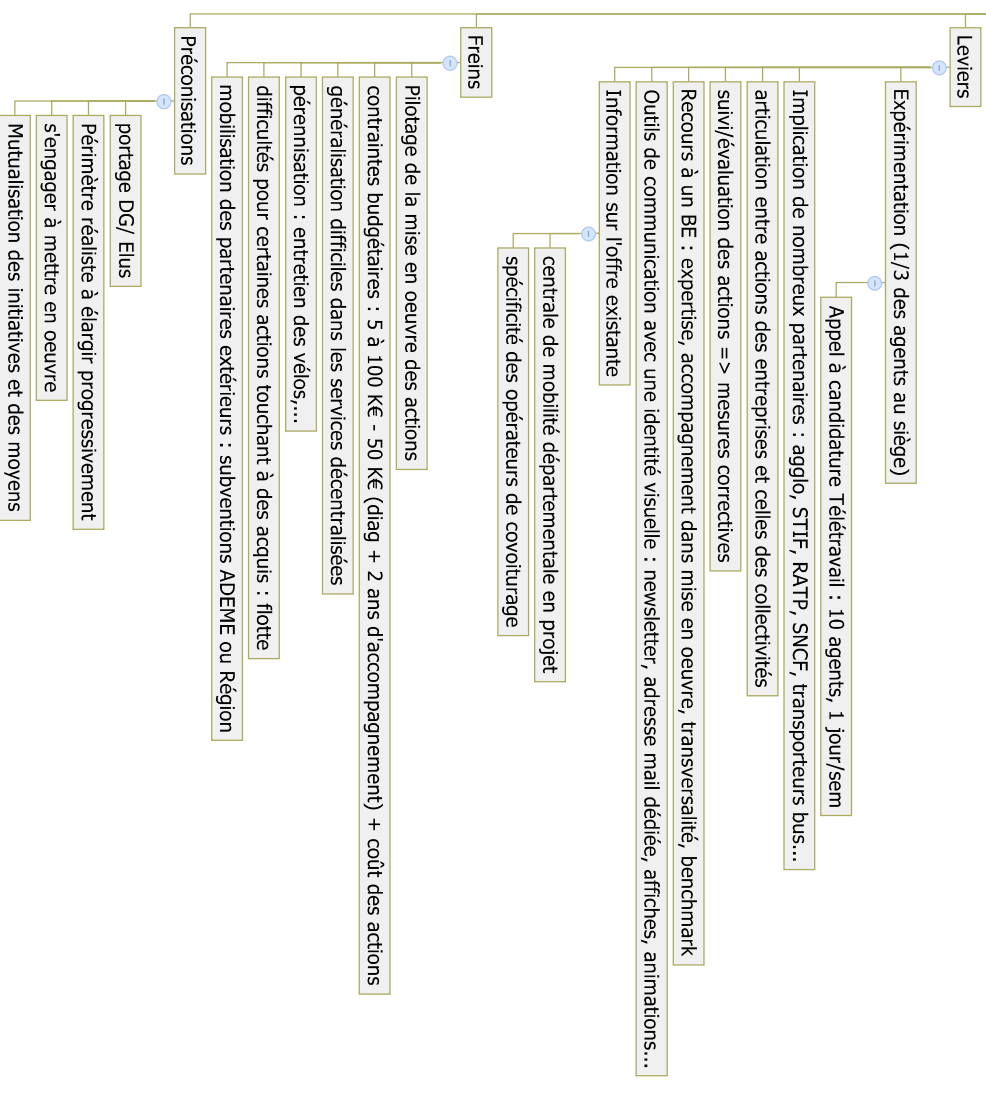 Leviers
Expérimentation (1/3 des agents au siège)
Appel à candidature Télétravail : 10 agents, 1 jour/sem
Implication de nombreux partenaires : agglo, STIF, RATP, SNCF, transporteurs bus...
articulation entre actions des entreprises et celles des collectivités
suivi/évaluation des actions => mesures correctives
Recours à un BE : expertise, accompagnement dans mise en oeuvre, transversalité, benchmark
Outils de communication avec une identité visuelle : newsletter, adresse mail dédiée, affiches, animations...
Information sur l'offre existante
centrale de mobilité départementale en projet
spécificité des opérateurs de covoiturage
Freins
Pilotage de la mise en oeuvre des actions
contraintes budgétaires : 5 à 100 K€ - 50 K€ (diag + 2 ans d'accompagnement) + coût des actions
généralisation difficiles dans les services décentralisées
pérennisation : entretien des vélos,...
difficultés pour certaines actions touchant à des acquis : flotte
mobilisation des partenaires extérieurs : subventions ADEME ou Région
Préconisations
portage DG/ Elus
Périmètre réaliste à élargir progressivement
s'engager à mettre en oeuvre
Mutualisation des initiatives et des moyens